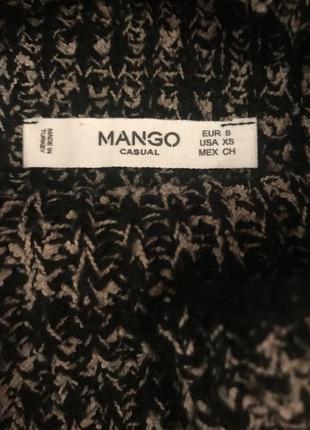 MADE IN
TURKEY
MANGO
CASUAL
EUR S
USA XS
MEX CH